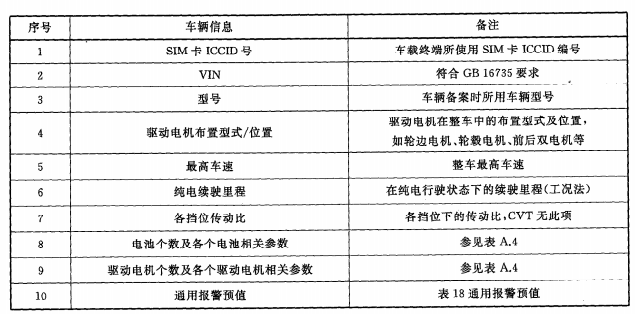 序号 车辆信息 备注
1 SIM 卡 ICCID 号 车载终端所使用 SIM 卡 ICCID 编号
2 VIN 符合 GB 16735 要求
3 型号 车辆备案时所用车辆型号
4 驱动电机布置型式/位置 驱动电机在整车中的布置型式及位置,
如轮边电机、轮毂电机、前后双电机等
5 最高车速 整车最高车速
6 纯电续驶里程 在纯电行驶状态下的续驶里程(工况法)
7 各挡位传动比 各挡位下的传动比,CVT 无此项
8 电池个数及各个电池相关参数 参见表 A.4
9 驱动电机个数及各个驱动电机相关参数 参见表 A.4
10 通用报警预值 表 18 通用报警预值